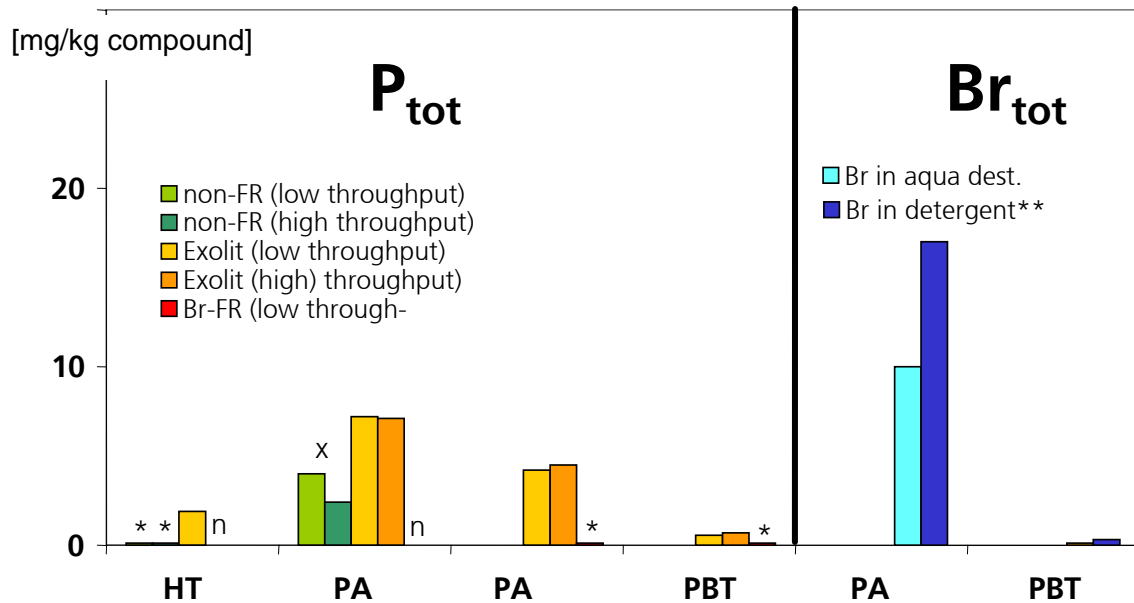 [mg/kg compound]
Ptot
Brtot
20
non-FR (low throughput)
non-FR (high throughput)
Exolit (low throughput)
Exolit (high) throughput)
Br-FR (low through-
Br in aqua dest.
Br in detergent**
10
x
* *
n
n
*
*
0
HT PA PA PBT PA PBT